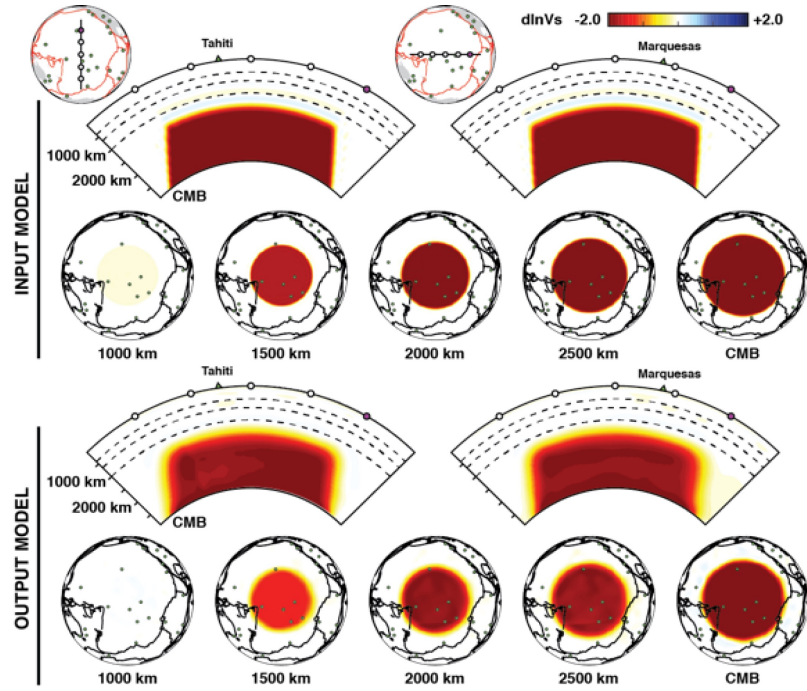 dlnVs -2.0 +2.0
Tahiti
Marquesas
1000 km
2000 km
CMB
INPUT MODEL
1000 km 1500 km 2000 km 2500 km CMB
Tahiti
Marquesas
1000 km
2000 km
CMB
OUTPUT MODEL
1000 km 1500 km 2000 km 2500 km CMB